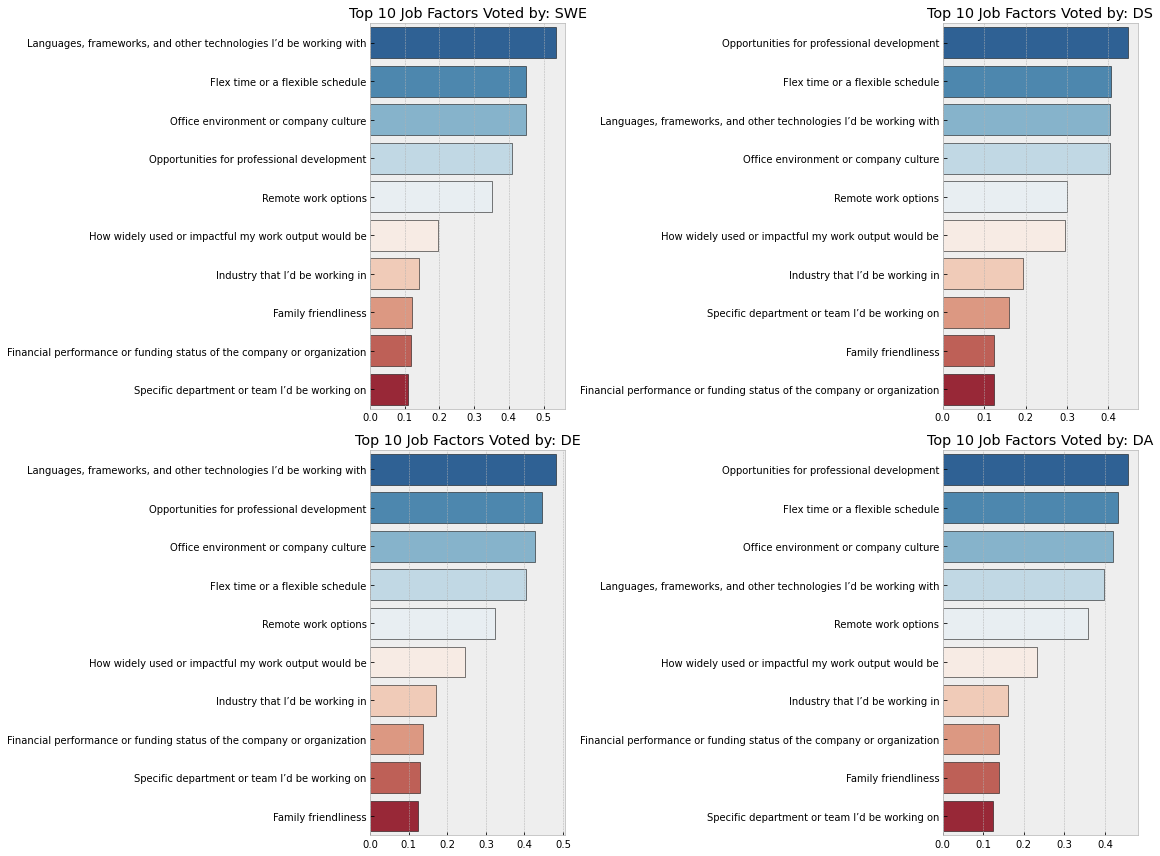 Top 10 Job Factors Voted by: SWE
Languages, frameworks, and other technologies I’d be working with
Flex time or a flexible schedule
Office environment or company culture
Opportunities for professional development
Remote work options
How widely used or impactful my work output would be
Industry that I’d be working in
Family friendliness
Financial performance or funding status of the company or organization
Specific department or team I’d be working on
0.0 0.1 0.2 0.3 0.4 0.5
Top 10 Job Factors Voted by: DS
Opportunities for professional development
Flex time or a flexible schedule
Languages, frameworks, and other technologies I’d be working with
Office environment or company culture
Remote work options
How widely used or impactful my work output would be
Industry that I’d be working in
Specific department or team I’d be working on
Family friendliness
Financial performance or funding status of the company or organization
0.0 0.1 0.2 0.3 0.4
Top 10 Job Factors Voted by: DE
Languages, frameworks, and other technologies I’d be working with
Opportunities for professional development
Office environment or company culture
Flex time or a flexible schedule
Remote work options
How widely used or impactful my work output would be
Industry that I’d be working in
Financial performance or funding status of the company or organization
Specific department or team I’d be working on
Family friendliness
0.0 0.1 0.2 0.3 0.4 0.5
Top 10 Job Factors Voted by: DA
Opportunities for professional development
Flex time or a flexible schedule
Office environment or company culture
Languages, frameworks, and other technologies I’d be working with
Remote work options
How widely used or impactful my work output would be
Industry that I’d be working in
Financial performance or funding status of the company or organization
Family friendliness
Specific department or team I’d be working on
0.0 0.1 0.2 0.3 0.4